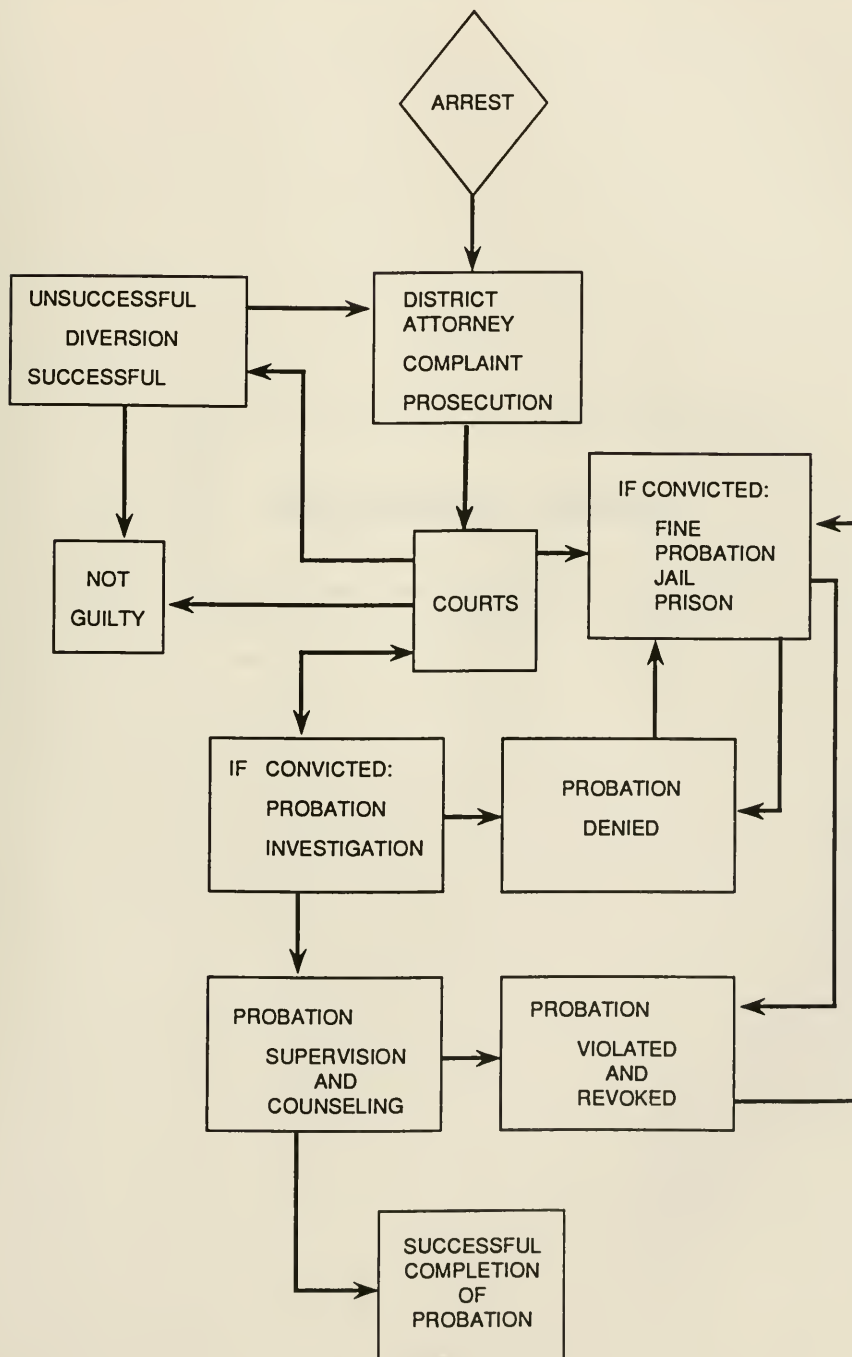 ARREST
UNSUCCESSFUL
DIVERSION
SUCCESSFUL
DISTRICT
ATTORNEY
COMPLAINT
PROSECUTION
IF CONVICTED:
FINE
PROBATION
JAIL
PRISON
NOT
GUILTY
COURTS
IF CONVICTED:
PROBATION
INVESTIGATION
PROBATION
DENIED
PROBATION
SUPERVISION
AND
COUNSELING
PROBATION
VIOLATED
AND
REVOKED
SUCCESSFUL
COMPLETION
OF
PROBATION